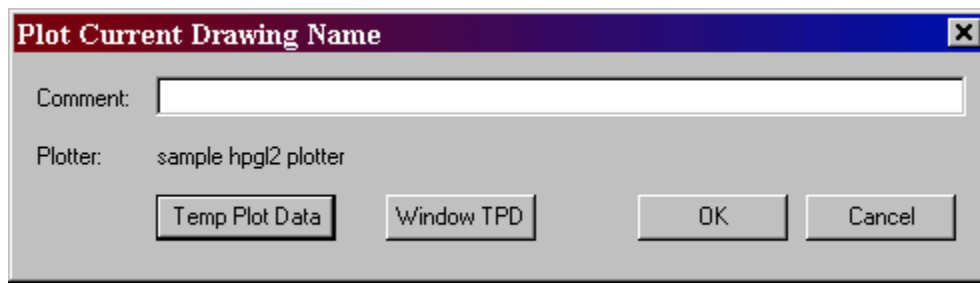 Plot Current Drawing Name
Comment:
Plotter: sample hpgl2 plotter
Temp Plot Data Window TPD OK Cancel